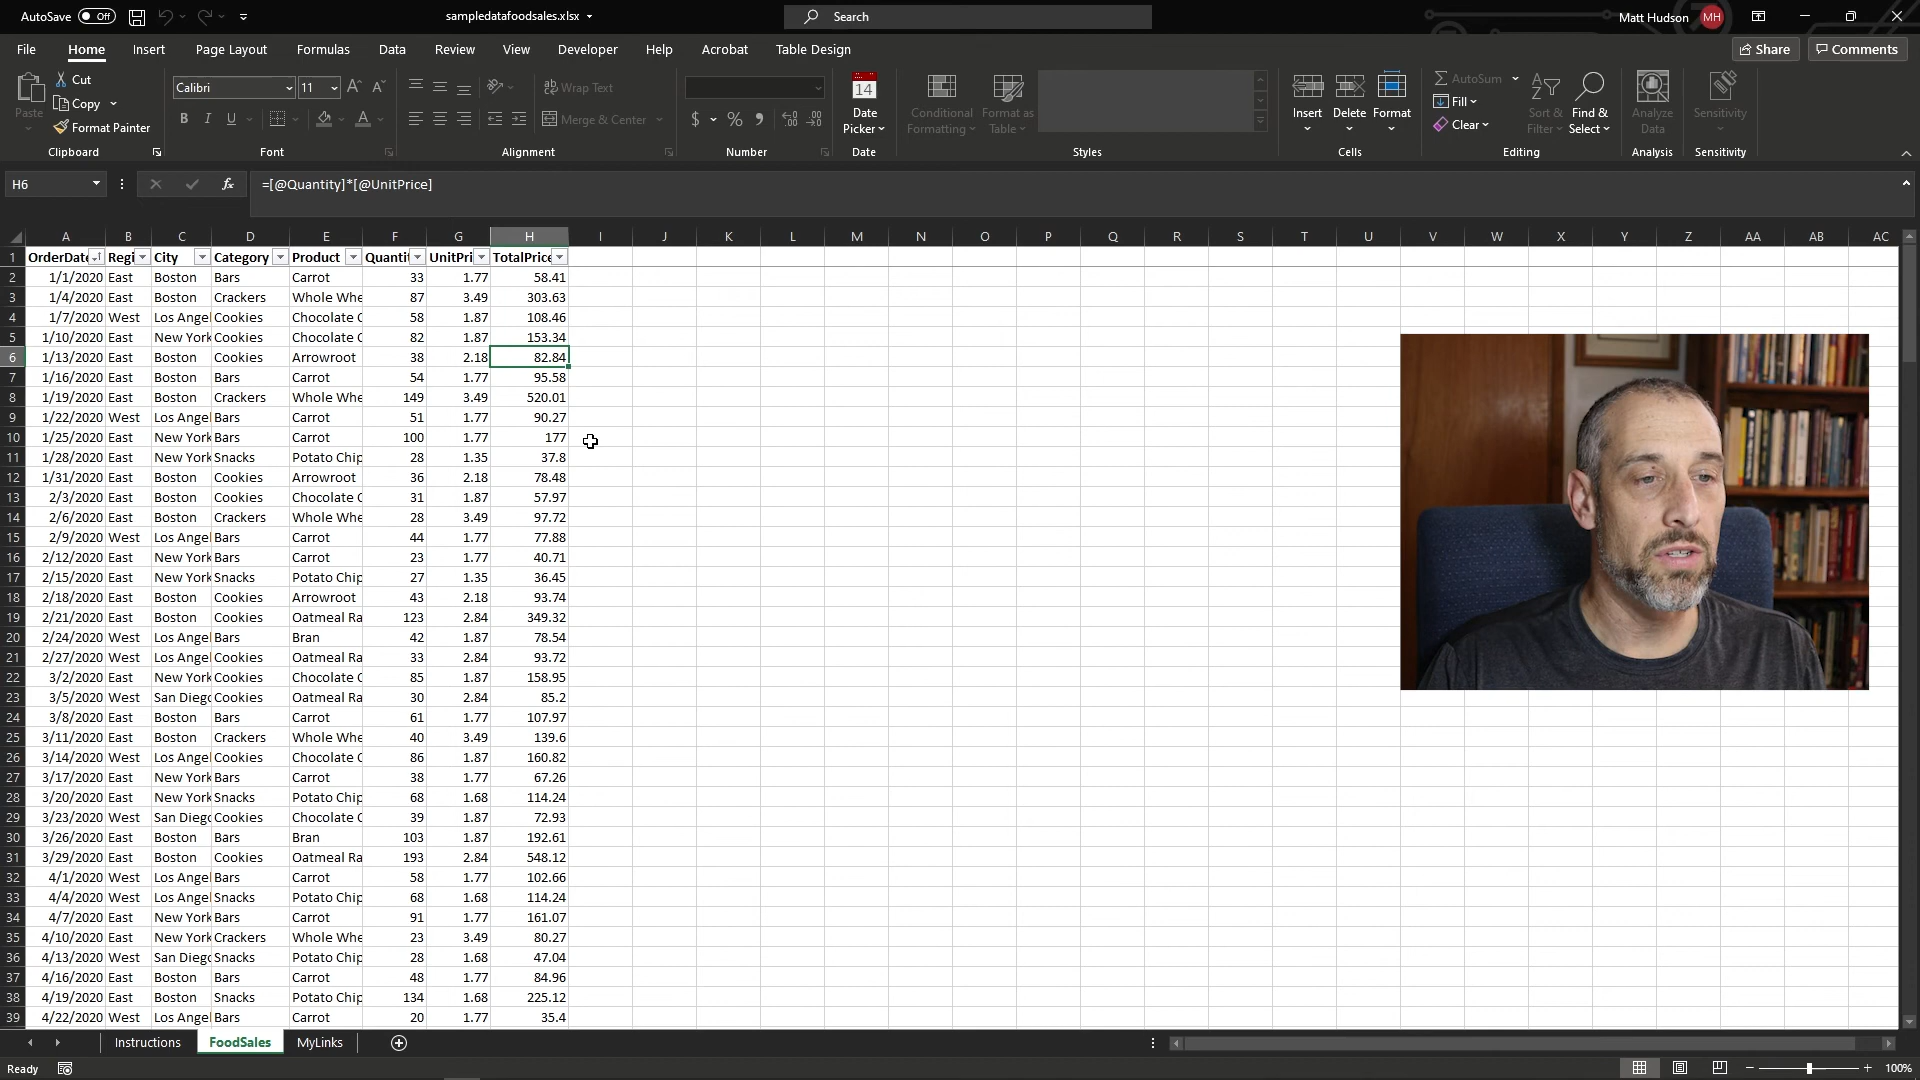 AutoSave Off sampledatafoodsales.xlsx Search Matt Hudson MH
File Home Insert Page Layout Formulas Data Review View Developer Help Acrobat Table Design Share Comments
Paste Cut Copy Format Painter Clipboard
Calibri 11 B I U Font
Wrap Text Merge & Center Alignment
$ % Number
14 Date Picker Date
Conditional Formatting Format as Table Styles
Insert Delete Format Cells
AutoSum Fill Clear Sort & Filter Find & Select Editing
Analyze Data Analysis
Sensitivity Sensitivity
H6 fx =[@Quantity]*[@UnitPrice]
A B C D E F G H I J K L M N O P Q R S T U V W X Y Z AA AB AC
1 OrderDate Regi City Category Product Quantit UnitPri TotalPrice
2 1/1/2020 East Boston Bars Carrot 33 1.77 58.41
3 1/4/2020 East Boston Crackers Whole Whe 87 3.49 303.63
4 1/7/2020 West Los Angel Cookies Chocolate C 58 1.87 108.46
5 1/10/2020 East New York Cookies Chocolate C 82 1.87 153.34
6 1/13/2020 East Boston Cookies Arrowroot 38 2.18 82.84
7 1/16/2020 East Boston Bars Carrot 54 1.77 95.58
8 1/19/2020 East Boston Crackers Whole Whe 149 3.49 520.01
9 1/22/2020 West Los Angel Bars Carrot 51 1.77 90.27
10 1/25/2020 East New York Bars Carrot 100 1.77 177
11 1/28/2020 East New York Snacks Potato Chip 28 1.35 37.8
12 1/31/2020 East Boston Cookies Arrowroot 36 2.18 78.48
13 2/3/2020 East Boston Cookies Chocolate C 31 1.87 57.97
14 2/6/2020 East Boston Crackers Whole Whe 28 3.49 97.72
15 2/9/2020 West Los Angel Bars Carrot 44 1.77 77.88
16 2/12/2020 East New York Bars Carrot 23 1.77 40.71
17 2/15/2020 East New York Snacks Potato Chip 27 1.35 36.45
18 2/18/2020 East Boston Cookies Arrowroot 43 2.18 93.74
19 2/21/2020 East Boston Cookies Oatmeal Ra 123 2.84 349.32
20 2/24/2020 West Los Angel Bars Bran 42 1.87 78.54
21 2/27/2020 West Los Angel Cookies Oatmeal Ra 33 2.84 93.72
22 3/2/2020 East New York Cookies Chocolate C 85 1.87 158.95
23 3/5/2020 West San Diego Cookies Oatmeal Ra 30 2.84 85.2
24 3/8/2020 East Boston Bars Carrot 61 1.77 107.97
25 3/11/2020 East Boston Crackers Whole Whe 40 3.49 139.6
26 3/14/2020 West Los Angel Cookies Chocolate C 86 1.87 160.82
27 3/17/2020 East New York Bars Carrot 38 1.77 67.26
28 3/20/2020 East New York Snacks Potato Chip 68 1.68 114.24
29 3/23/2020 West San Diego Cookies Chocolate C 39 1.87 72.93
30 3/26/2020 East Boston Bars Bran 103 1.87 192.61
31 3/29/2020 East Boston Cookies Oatmeal Ra 193 2.84 548.12
32 4/1/2020 West Los Angel Bars Carrot 58 1.77 102.66
33 4/4/2020 West Los Angel Snacks Potato Chip 68 1.68 114.24
34 4/7/2020 East New York Bars Carrot 91 1.77 161.07
35 4/10/2020 East New York Crackers Whole Whe 23 3.49 80.27
36 4/13/2020 West San Diego Snacks Potato Chip 28 1.68 47.04
37 4/16/2020 East Boston Bars Carrot 48 1.77 84.96
38 4/19/2020 East Boston Snacks Potato Chip 134 1.68 225.12
39 4/22/2020 West Los Angel Bars Carrot 20 1.77 35.4
Instructions FoodSales MyLinks
Ready 100%